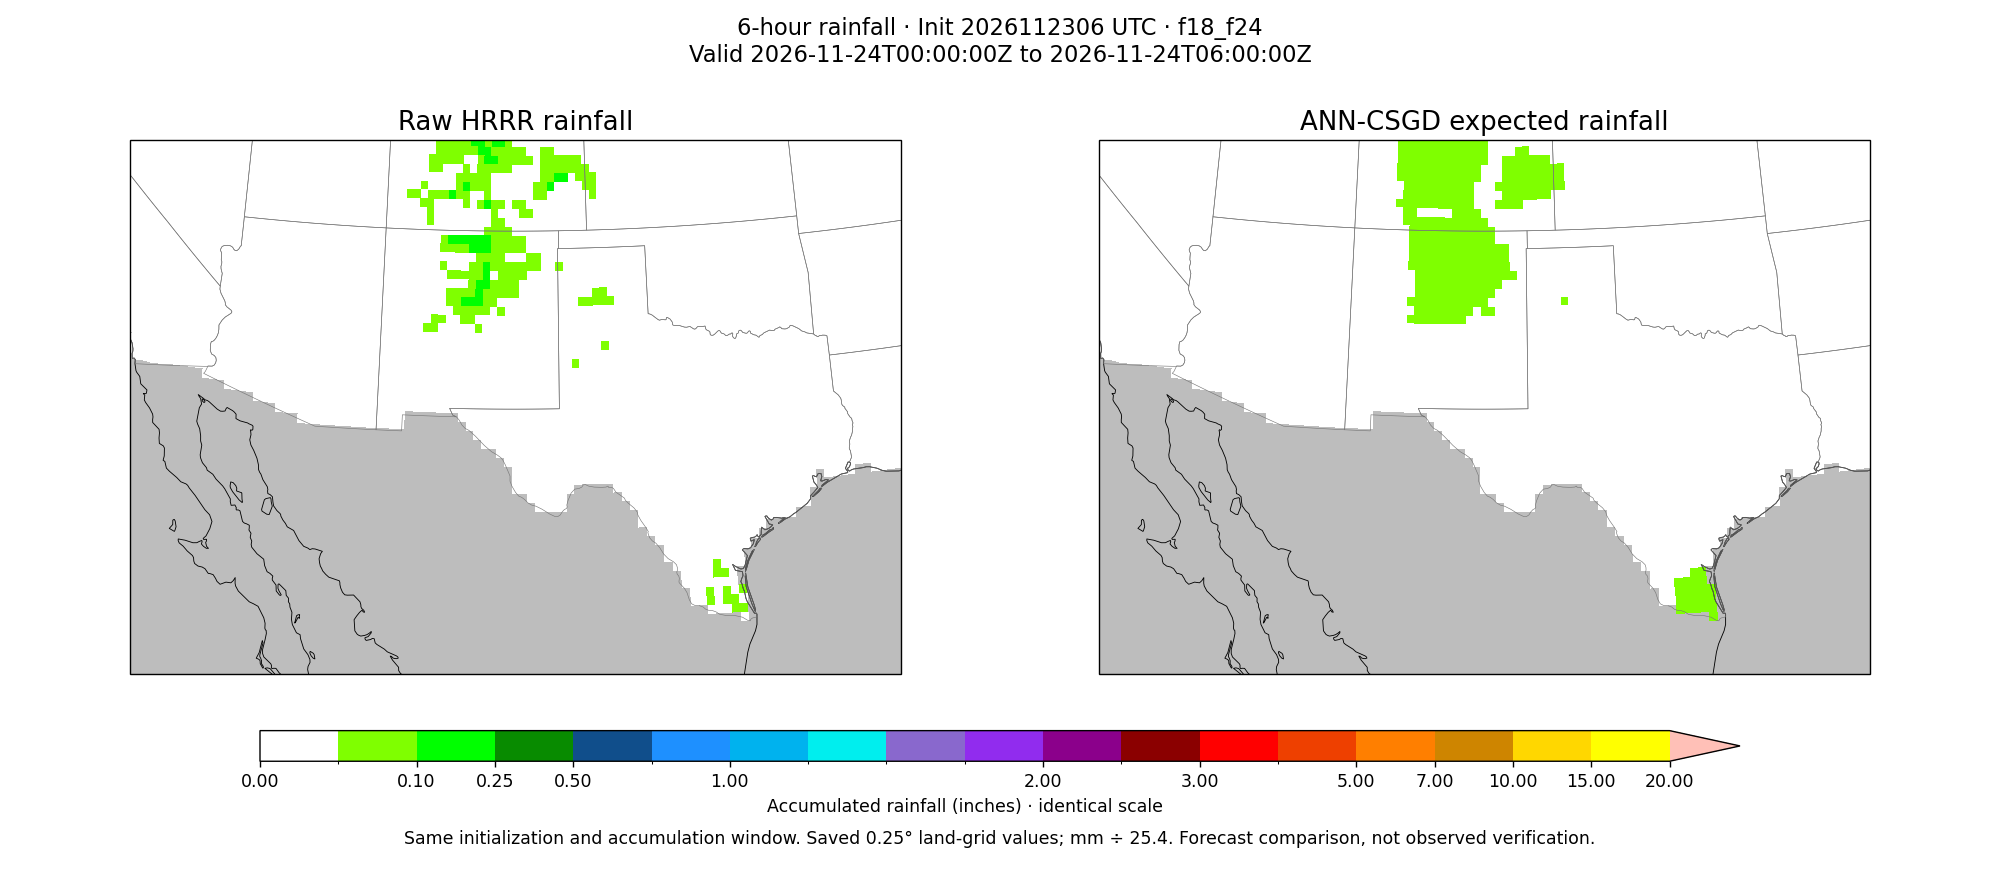 6-hour rainfall · Init 2026112306 UTC · f18_f24
Valid 2026-11-24T00:00:00Z to 2026-11-24T06:00:00Z
Raw HRRR rainfall
ANN-CSGD expected rainfall
0.00 0.10 0.25 0.50 1.00 2.00 3.00 5.00 7.00 10.00 15.00 20.00
Accumulated rainfall (inches) · identical scale
Same initialization and accumulation window. Saved 0.25° land-grid values; mm ÷ 25.4. Forecast comparison, not observed verification.